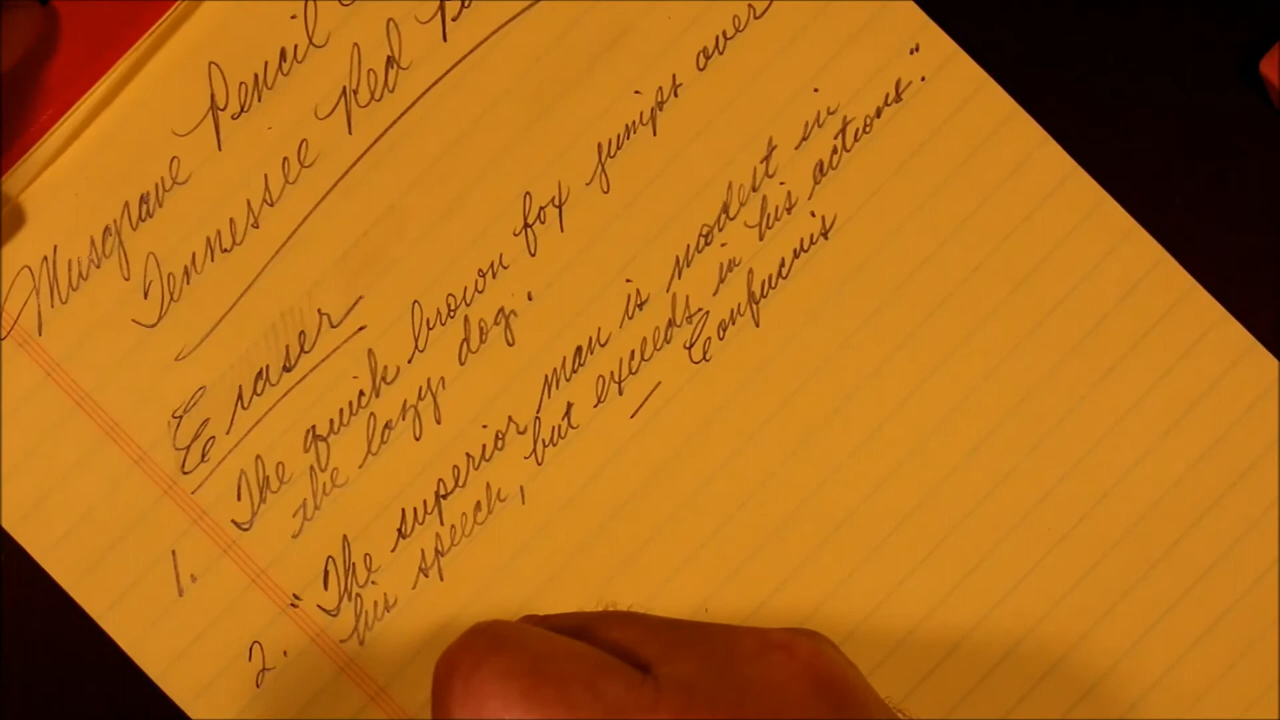 Musgrave Pencil
Tennessee Red
Eraser
1. The quick brown fox jumps over
the lazy dog.
2. "The superior man is modest in
his speech, but exceeds in his actions."
— Confucius